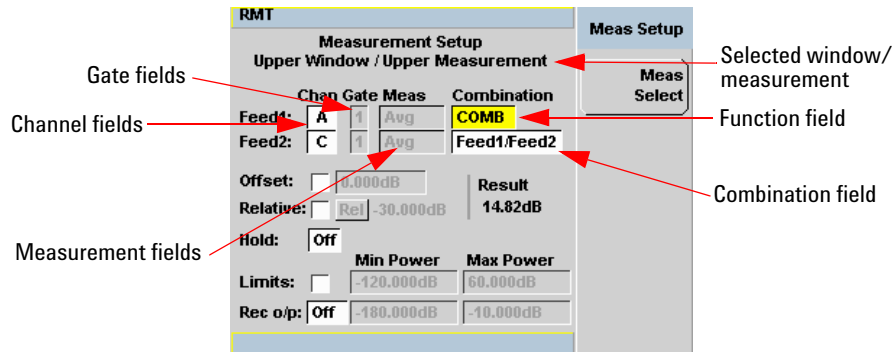 RMT
Meas Setup
Measurement Setup
Upper Window / Upper Measurement
Selected window/
measurement
Meas
Select
Gate fields
Chan Gate Meas Combination
Channel fields
Feed1: A 1 Avg COMB
Function field
Feed2: C 1 Avg Feed1/Feed2
Combination field
Offset: 0.000dB Result
Relative: Rel -30.000dB 14.82dB
Measurement fields
Hold: Off
Min Power Max Power
Limits: -120.000dB 60.000dB
Rec o/p: Off -180.000dB -10.000dB